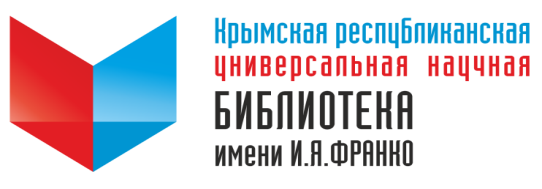 Крымская республиканская
универсальная научная
БИБЛИОТЕКА
имени И.Я.ФРАНКО